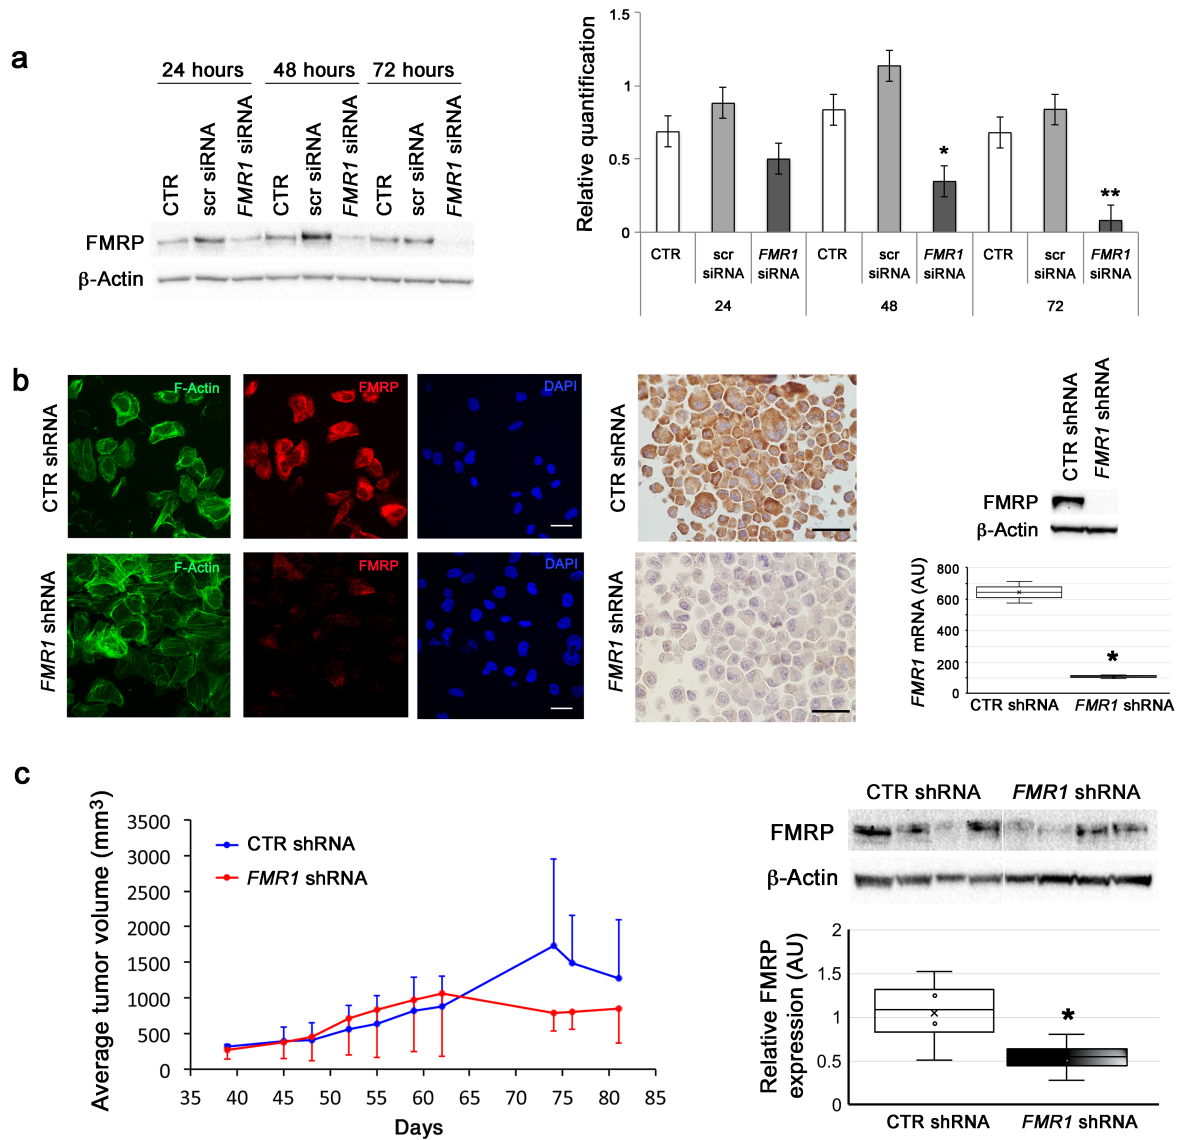 a
24 hours 48 hours 72 hours
CTR scr siRNA FMR1 siRNA CTR scr siRNA FMR1 siRNA CTR scr siRNA FMR1 siRNA
FMRP
β-Actin
Relative quantification
1.5
1
0.5
0
CTR scr siRNA FMR1 siRNA CTR scr siRNA FMR1 siRNA CTR scr siRNA FMR1 siRNA
* **
24 48 72
b
CTR shRNA
F-Actin FMRP DAPI
FMR1 shRNA
F-Actin FMRP DAPI
CTR shRNA
FMR1 shRNA
CTR shRNA FMR1 shRNA
FMRP
β-Actin
FMR1 mRNA (AU)
800
600
400
200
0
*
CTR shRNA FMR1 shRNA
c
Average tumor volume (mm3)
3500
3000
2500
2000
1500
1000
500
0
CTR shRNA
FMR1 shRNA
35 40 45 50 55 60 65 70 75 80 85
Days
CTR shRNA FMR1 shRNA
FMRP
β-Actin
Relative FMRP
expression (AU)
2
1.5
1
0.5
0
*
CTR shRNA FMR1 shRNA